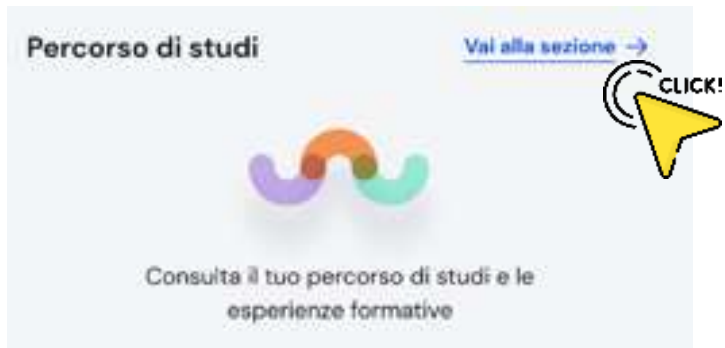 Percorso di studi
Vai alla sezione →
CLICK!
Consulta il tuo percorso di studi e le
esperienze formative